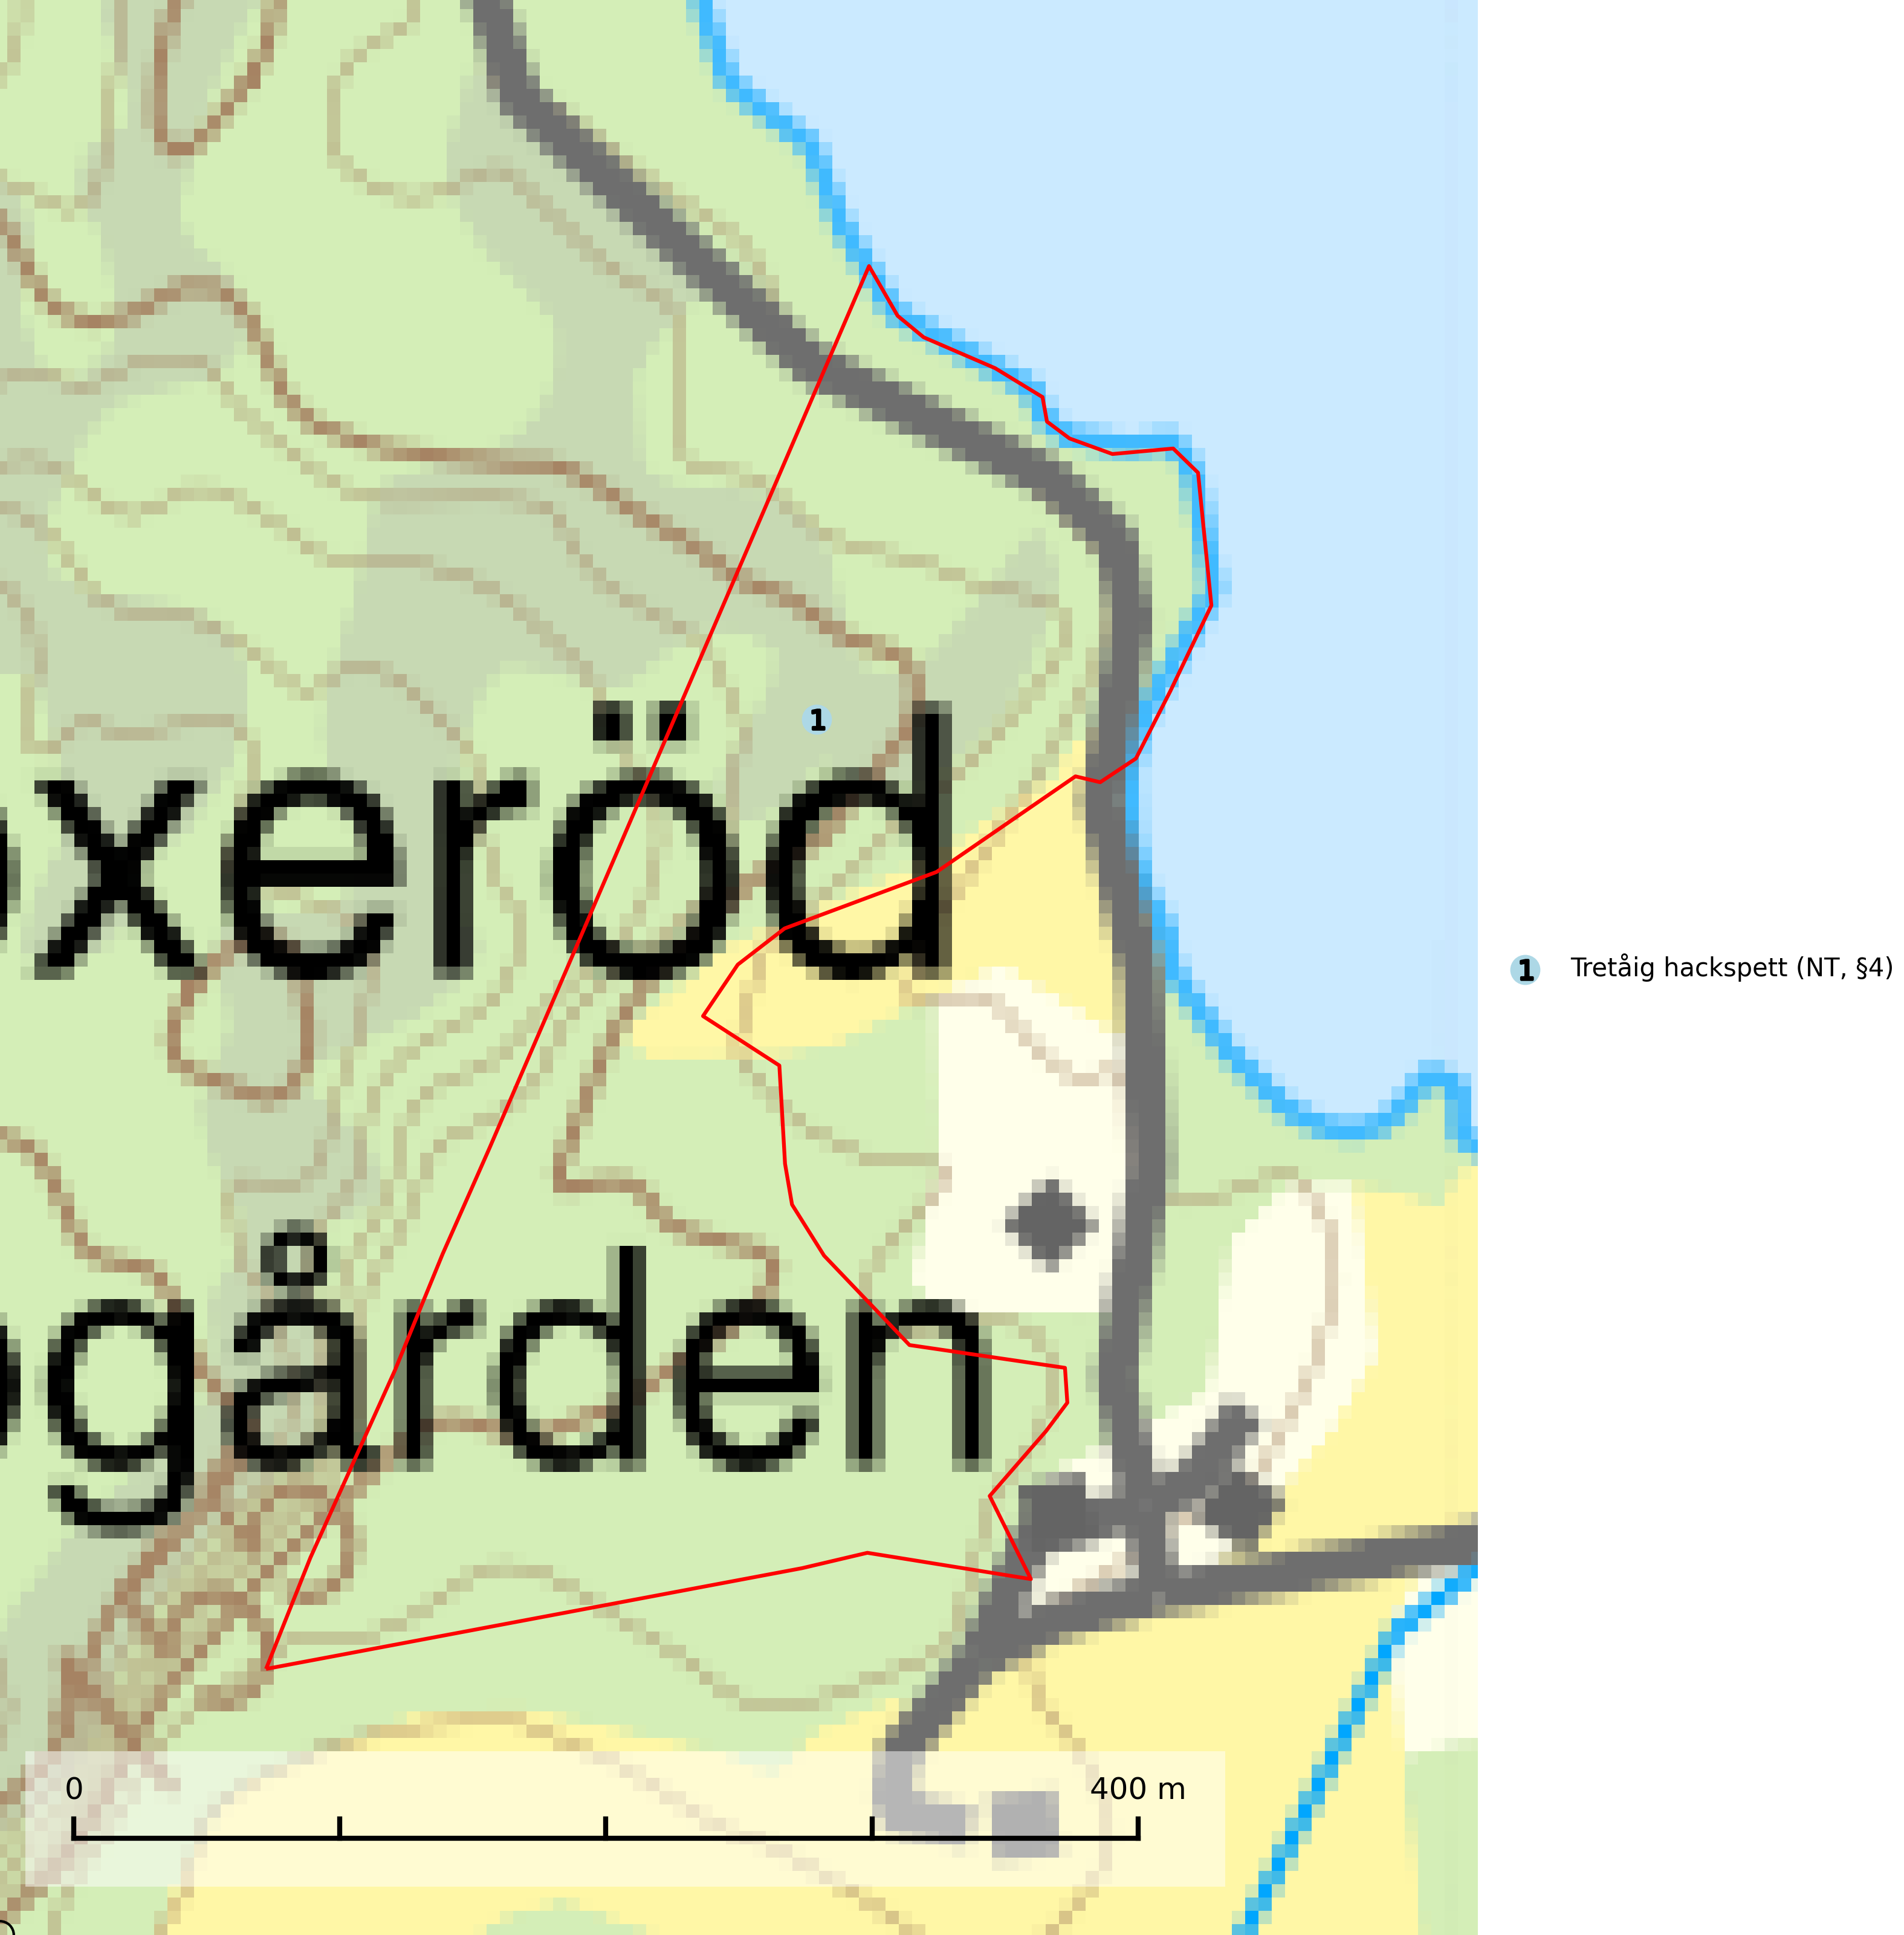 xeröd
1
1 Tretåig hackspett (NT, §4)
gården
0 400 m